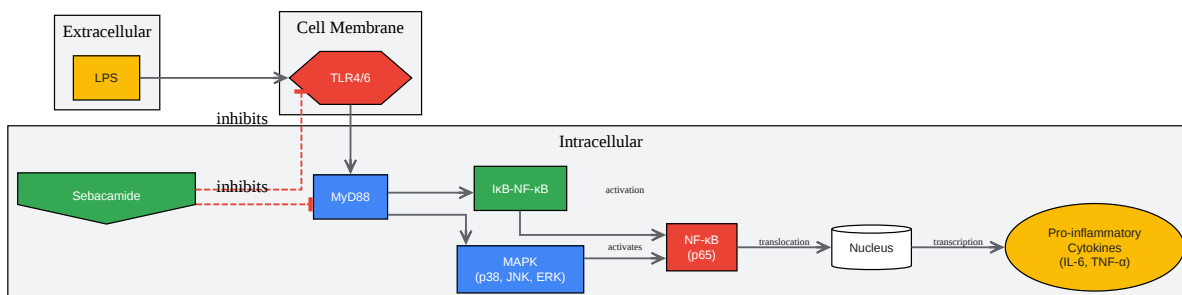 Extracellular
Cell Membrane
LPS
TLR4/6
inhibits
Intracellular
Sebacamide
inhibits
MyD88
IκB-NF-κB
activation
NF-κB
(p65)
translocation
Nucleus
transcription
Pro-inflammatory
Cytokines
(IL-6, TNF-α)
activates
MAPK
(p38, JNK, ERK)